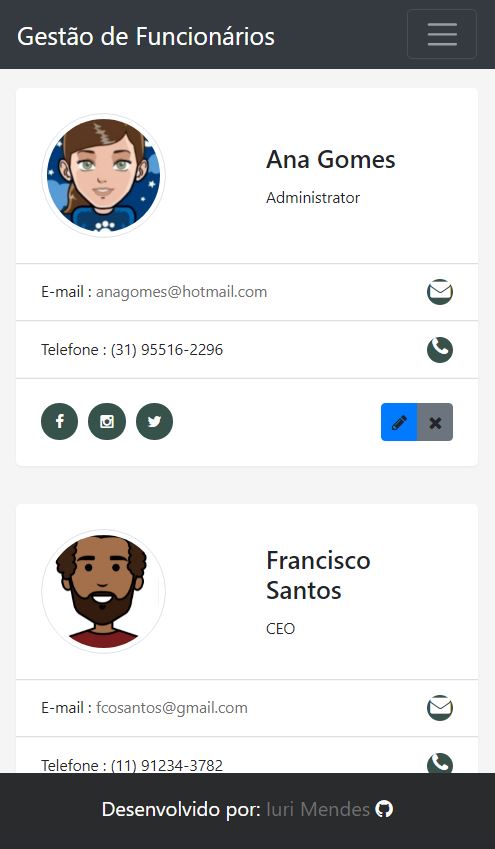 Gestão de Funcionários
Ana Gomes
Administrator
E-mail : anagomes@hotmail.com
Telefone : (31) 95516-2296
Francisco
Santos
CEO
E-mail : fcosantos@gmail.com
Telefone : (11) 91234-3782
Desenvolvido por: Iuri Mendes